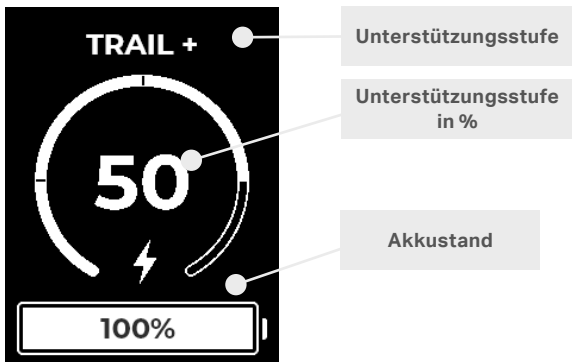 TRAIL +
Unterstützungsstufe
Unterstützungsstufe
in %
50
Akkustand
100%